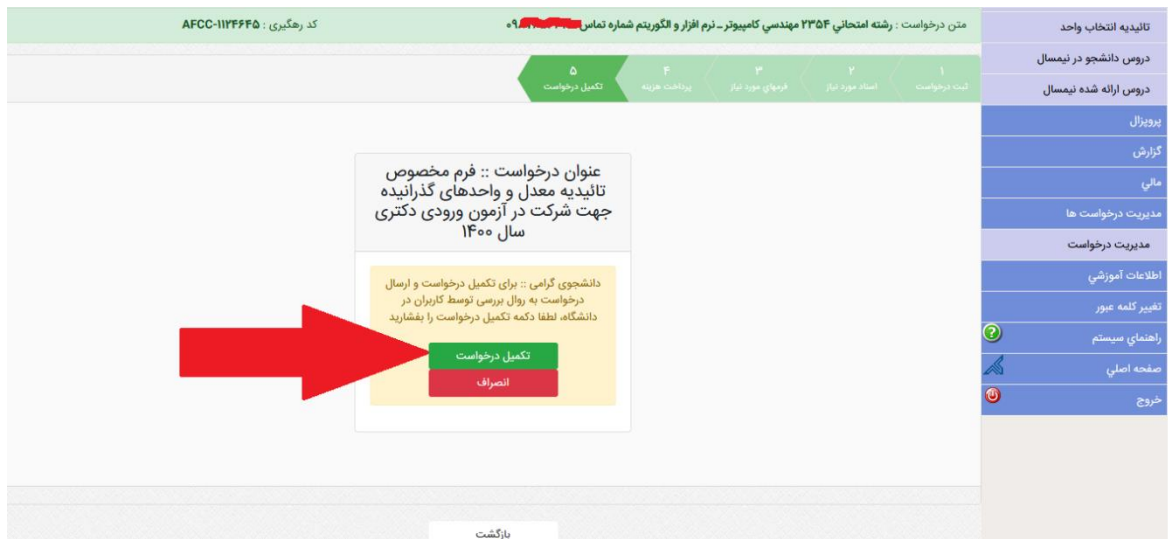 متن درخواست : رشته امتحاني ۲۳۵۴ مهندسي کامپيوتر ـ نرم افزار و الگوريتم شماره تماس ۰۹
کد رهگیری : AFCC-۱۱۲۴۶۴۵
۱
ثبت درخواست
۲
اسناد مورد نیاز
۳
فرمهاي مورد نیاز
۴
پرداخت هزینه
۵
تکمیل درخواست
عنوان درخواست :: فرم مخصوص
تائیدیه معدل و واحدهای گذرانیده
جهت شرکت در آزمون ورودی دکتری
سال ۱۴۰۰
دانشجوی گرامی :: برای تکمیل درخواست و ارسال
درخواست به روال بررسی توسط کاربران در
دانشگاه، لطفا دکمه تکمیل درخواست را بفشارید
تکمیل درخواست
انصراف
بازگشت
تائيديه انتخاب واحد
دروس دانشجو در نيمسال
دروس ارائه شده نيمسال
پروپزال
گزارش
مالي
مديريت درخواست ها
مديريت درخواست
اطلاعات آموزشي
تغيير کلمه عبور
راهنماي سيستم
صفحه اصلي
خروج